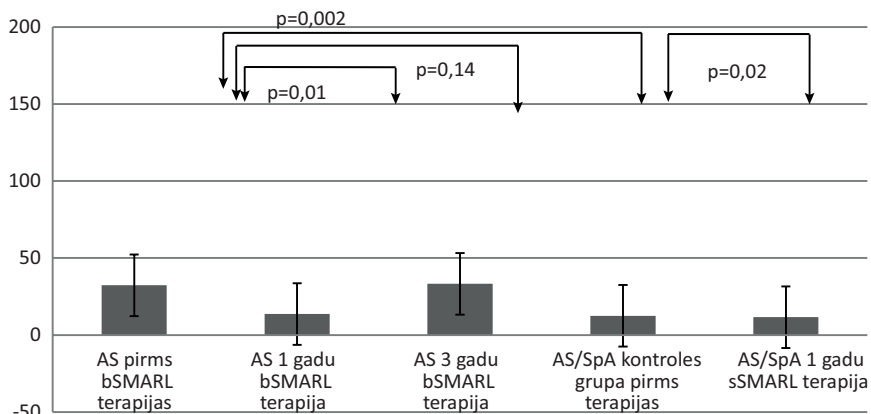 200
p=0,002
p=0,14
p=0,02
p=0,01
150
100
50
0
AS pirms
bSMARL
terapijas
AS 1 gadu
bSMARL
terapija
AS 3 gadu
bSMARL
terapija
AS/SpA kontroles
grupa pirms
terapijas
AS/SpA 1 gadu
sSMARL terapija
-50